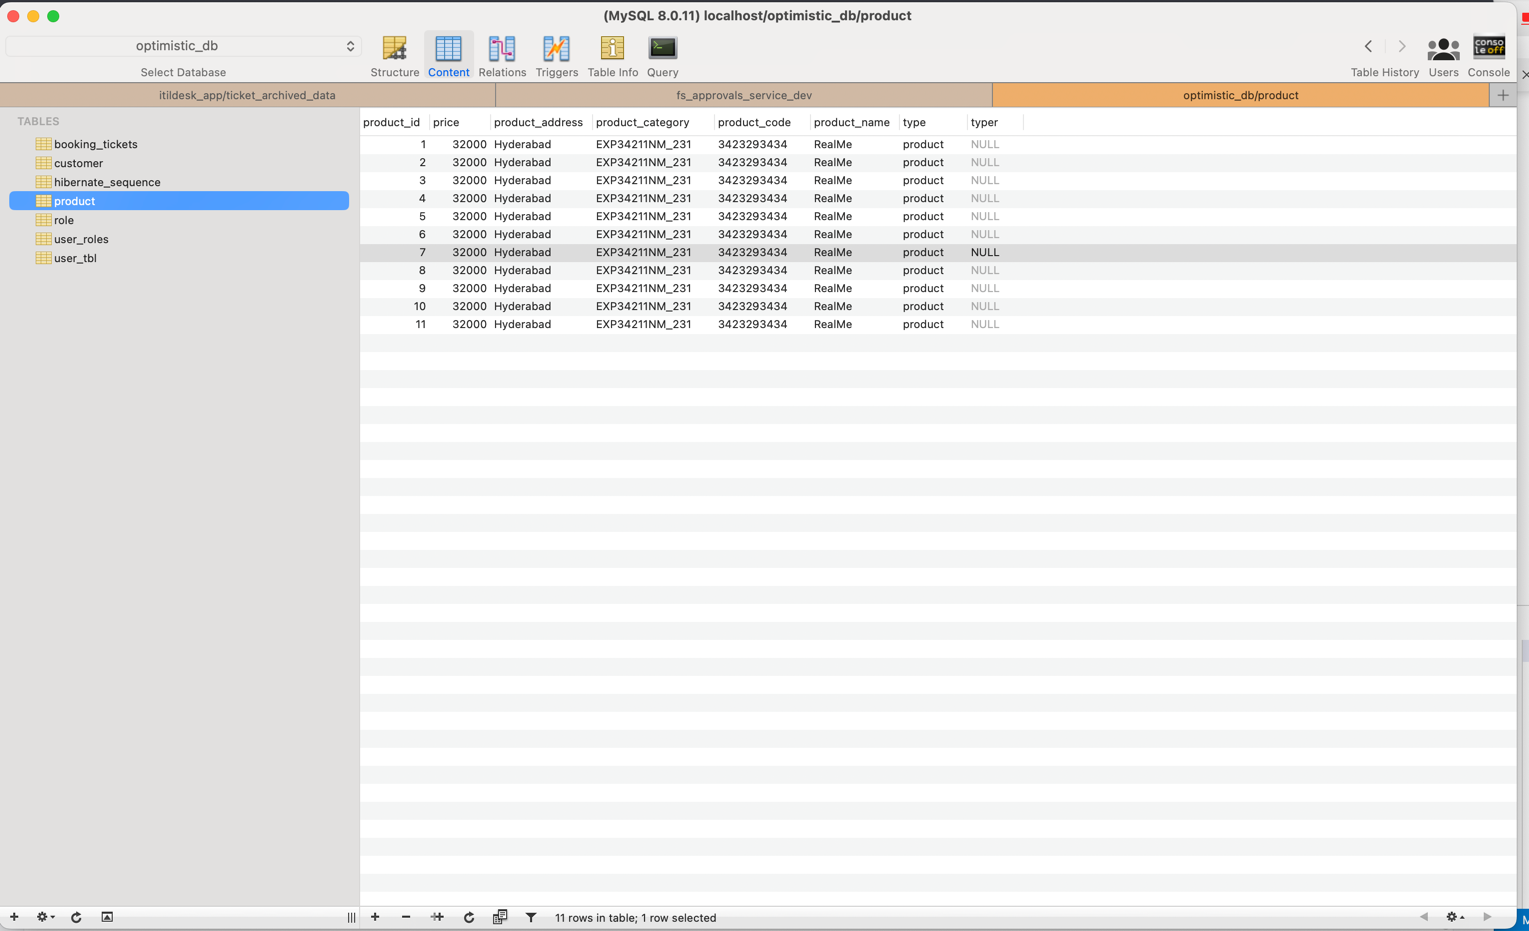 (MySQL 8.0.11) localhost/optimistic_db/product
optimistic_db
Select Database
Structure Content Relations Triggers Table Info Query
Table History Users Console
conso
le off
itildesk_app/ticket_archived_data fs_approvals_service_dev optimistic_db/product
TABLES
booking_tickets
customer
hibernate_sequence
product
role
user_roles
user_tbl
product_id price product_address product_category product_code product_name type typer
1 32000 Hyderabad EXP34211NM_231 3423293434 RealMe product NULL
2 32000 Hyderabad EXP34211NM_231 3423293434 RealMe product NULL
3 32000 Hyderabad EXP34211NM_231 3423293434 RealMe product NULL
4 32000 Hyderabad EXP34211NM_231 3423293434 RealMe product NULL
5 32000 Hyderabad EXP34211NM_231 3423293434 RealMe product NULL
6 32000 Hyderabad EXP34211NM_231 3423293434 RealMe product NULL
7 32000 Hyderabad EXP34211NM_231 3423293434 RealMe product NULL
8 32000 Hyderabad EXP34211NM_231 3423293434 RealMe product NULL
9 32000 Hyderabad EXP34211NM_231 3423293434 RealMe product NULL
10 32000 Hyderabad EXP34211NM_231 3423293434 RealMe product NULL
11 32000 Hyderabad EXP34211NM_231 3423293434 RealMe product NULL
11 rows in table; 1 row selected